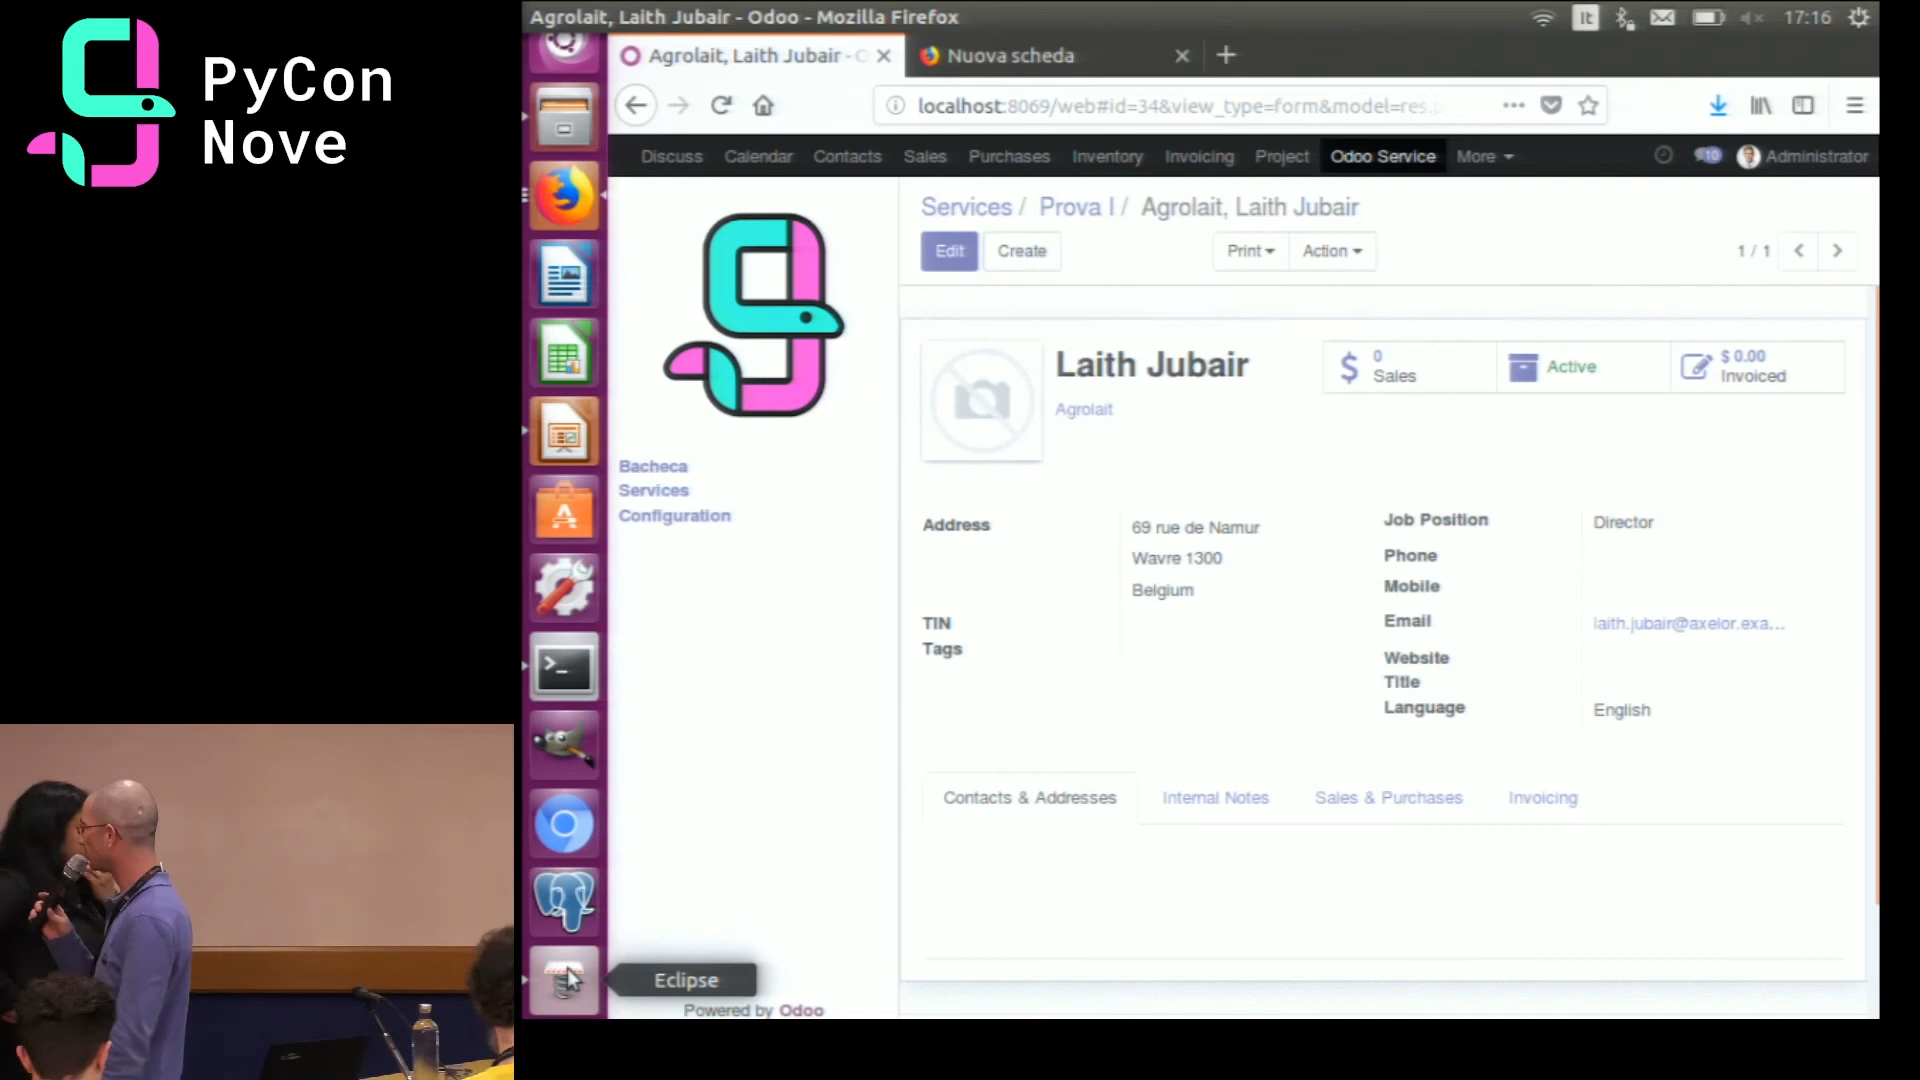 PyCon
Nove
Agrolait, Laith Jubair - Odoo - Mozilla Firefox
It
17:16
Agrolait, Laith Jubair -
Nuova scheda
localhost:8069/web#id=34&view_type=form&model=res.
Discuss
Calendar
Contacts
Sales
Purchases
Inventory
Invoicing
Project
Odoo Service
More
10
Administrator
Services / Prova I / Agrolait, Laith Jubair
Edit
Create
Print
Action
1 / 1
Laith Jubair
Agrolait
0
Sales
Active
$ 0.00
Invoiced
Bacheca
Services
Configuration
Address
69 rue de Namur
Wavre 1300
Belgium
TIN
Tags
Job Position
Director
Phone
Mobile
Email
laith.jubair@axelor.exa...
Website
Title
Language
English
Contacts & Addresses
Internal Notes
Sales & Purchases
Invoicing
Eclipse
Powered by Odoo